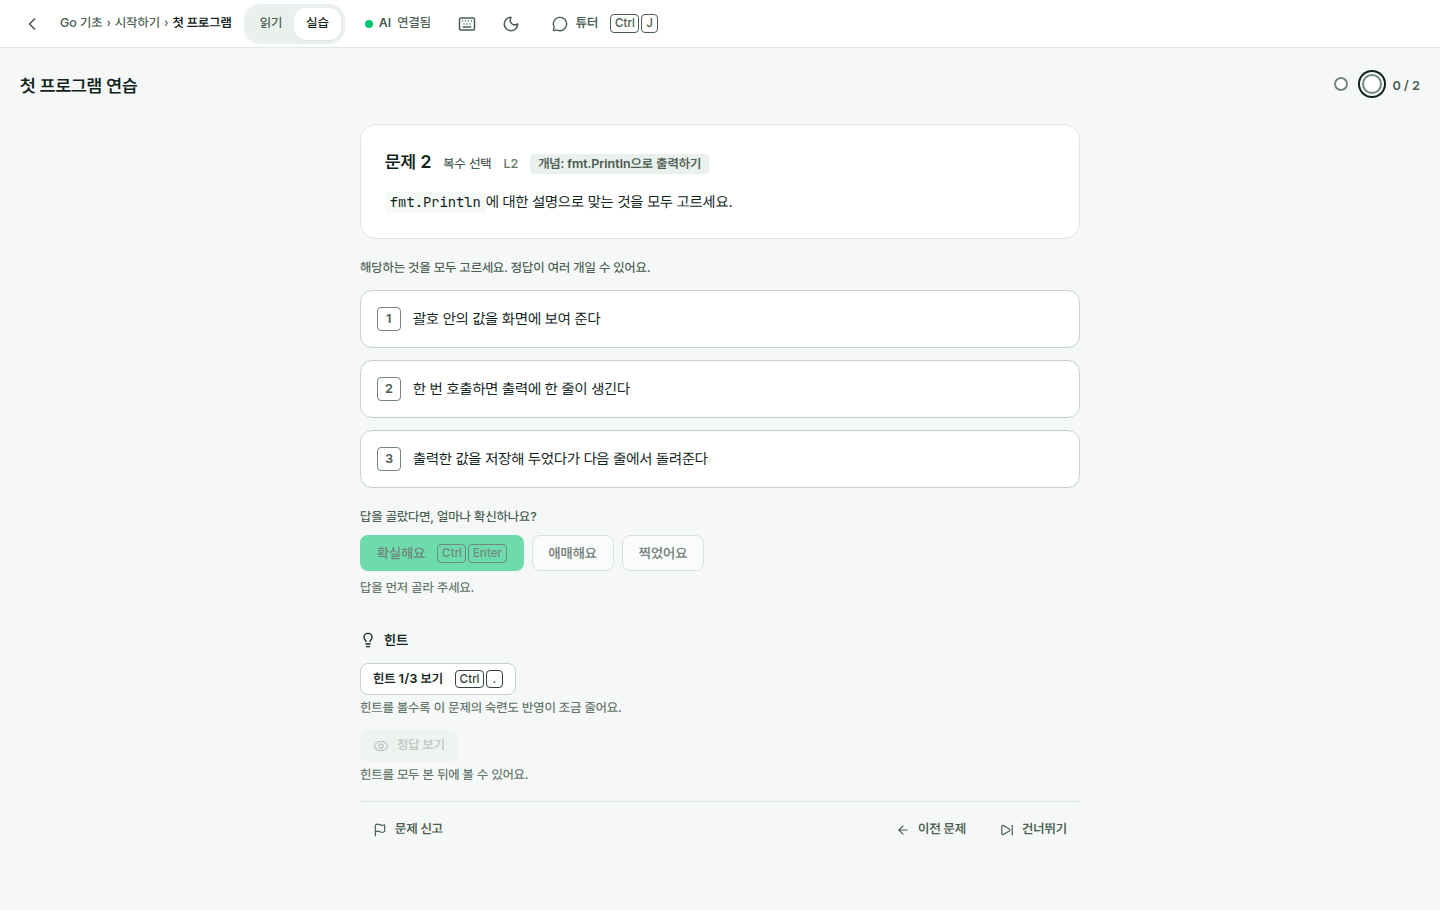 Go 기초 › 시작하기 › 첫 프로그램 읽기 실습 AI 연결됨 튜터 Ctrl J
첫 프로그램 연습 0 / 2
문제 2 복수 선택 L2 개념: fmt.Println으로 출력하기
fmt.Println에 대한 설명으로 맞는 것을 모두 고르세요.
해당하는 것을 모두 고르세요. 정답이 여러 개일 수 있어요.
1 괄호 안의 값을 화면에 보여 준다
2 한 번 호출하면 출력에 한 줄이 생긴다
3 출력한 값을 저장해 두었다가 다음 줄에서 돌려준다
답을 골랐다면, 얼마나 확신하나요?
확실해요 Ctrl Enter 애매해요 찍었어요
답을 먼저 골라 주세요.
힌트
힌트 1/3 보기 Ctrl .
힌트를 볼수록 이 문제의 숙련도 반영이 조금 줄어요.
정답 보기
힌트를 모두 본 뒤에 볼 수 있어요.
문제 신고 이전 문제 건너뛰기